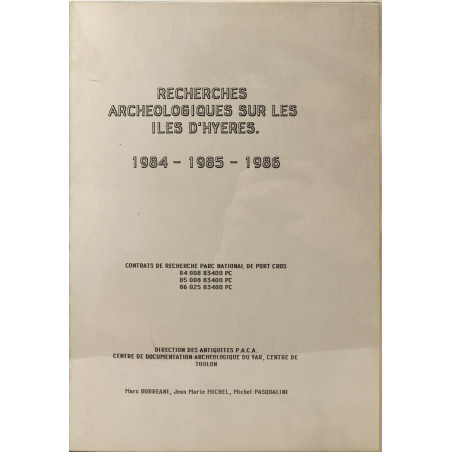 RECHERCHES
ARCHEOLOGIQUES SUR LES
ILES D'HYERES.
1984 - 1985 - 1986
CONTRATS DE RECHERCHE PARC NATIONAL DE PORT CROS
84 008 83400 PC
85 008 83400 PC
86 025 83400 PC
DIRECTION DES ANTIQUITES P.A.C.A.
CENTRE DE DOCUMENTATION ARCHEOLOGIQUE DU VAR, CENTRE DE
TOULON
Marc BORREANI, Jean Marie MICHEL, Michel PASQUALINI